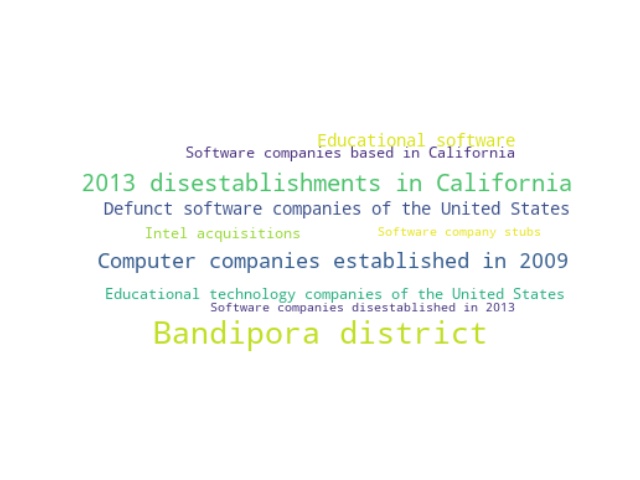 Educational software
Software companies based in California
2013 disestablishments in California
Defunct software companies of the United States
Intel acquisitions
Software company stubs
Computer companies established in 2009
Educational technology companies of the United States
Software companies disestablished in 2013
Bandipora district